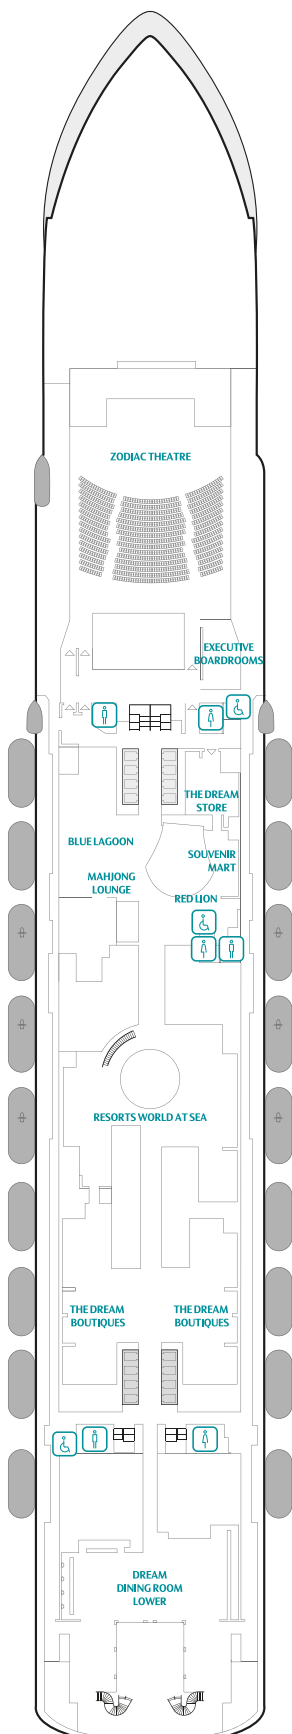 ZODIAC THEATRE
EXECUTIVE
BOARDROOMS
THE DREAM
STORE
BLUE LAGOON
SOUVENIR
MART
MAHJONG
LOUNGE
RED LION
RESORTS WORLD AT SEA
THE DREAM
BOUTIQUES
THE DREAM
BOUTIQUES
DREAM
DINING ROOM
LOWER